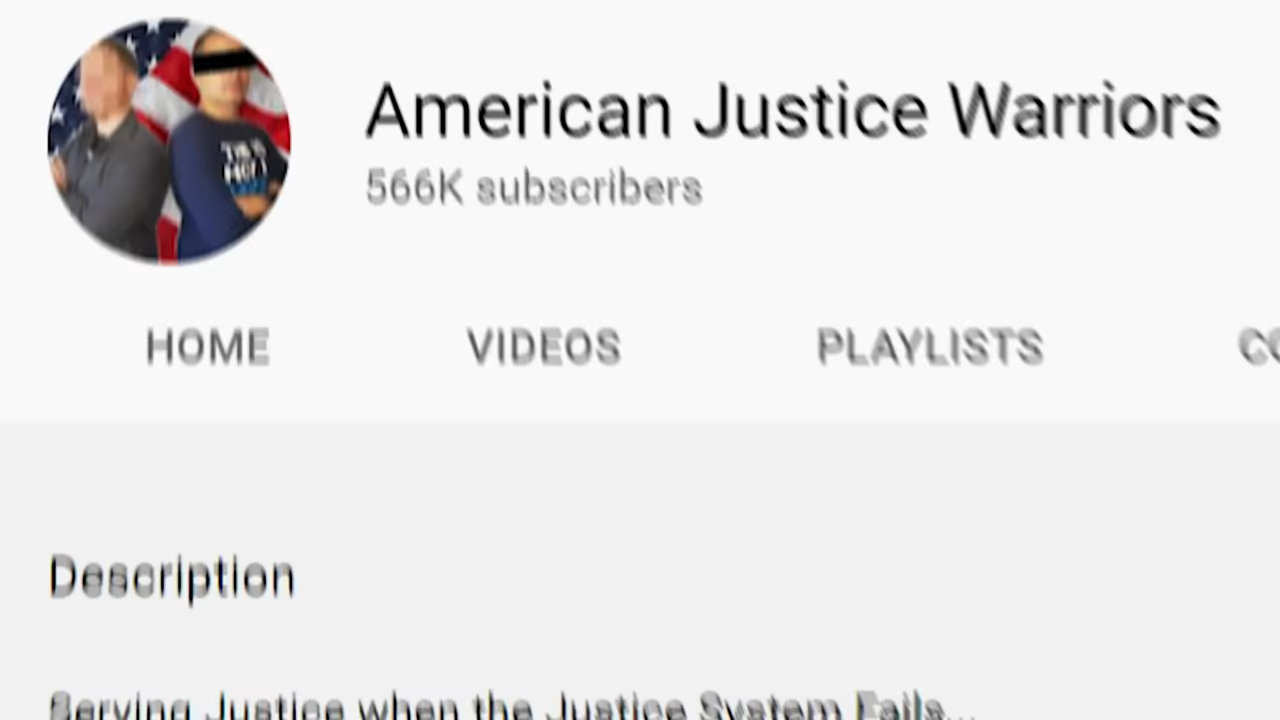 American Justice Warriors
566K subscribers
HOME VIDEOS PLAYLISTS
Description
Serving Justice when the Justice System Fails...